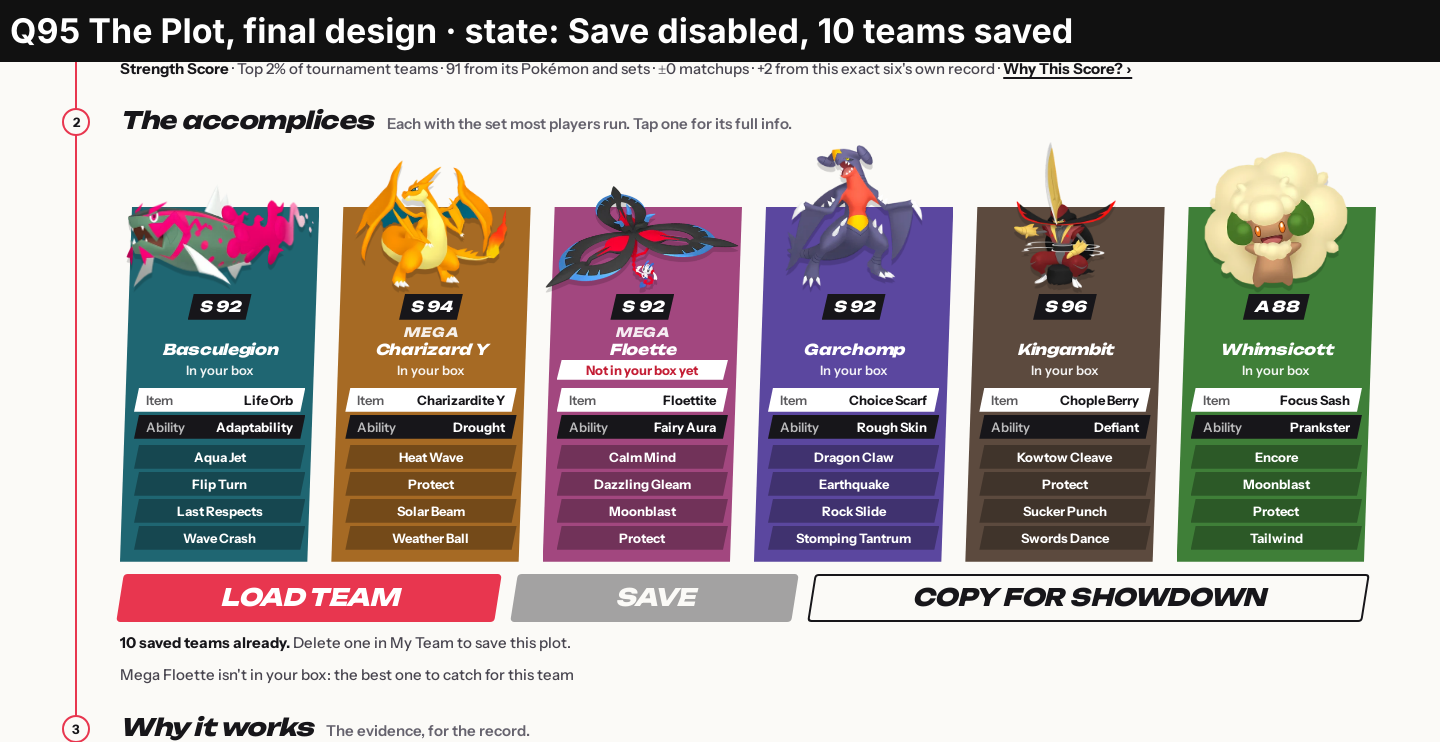 Q95 The Plot, final design · state: Save disabled, 10 teams saved
Strength Score · Top 2% of tournament teams · 91 from its Pokémon and sets · ±0 matchups · +2 from this exact six's own record · Why This Score? ›
2
The accomplices Each with the set most players run. Tap one for its full info.
S 92 S 94 S 92 S 92 S 96 A 88
MEGA MEGA
Basculegion Charizard Y Floette Garchomp Kingambit Whimsicott
In your box In your box Not in your box yet In your box In your box In your box
Item Life Orb Item Charizardite Y Item Floettite Item Choice Scarf Item Chople Berry Item Focus Sash
Ability Adaptability Ability Drought Ability Fairy Aura Ability Rough Skin Ability Defiant Ability Prankster
Aqua Jet Heat Wave Calm Mind Dragon Claw Kowtow Cleave Encore
Flip Turn Protect Dazzling Gleam Earthquake Protect Moonblast
Last Respects Solar Beam Moonblast Rock Slide Sucker Punch Protect
Wave Crash Weather Ball Protect Stomping Tantrum Swords Dance Tailwind
LOAD TEAM SAVE COPY FOR SHOWDOWN
10 saved teams already. Delete one in My Team to save this plot.
Mega Floette isn't in your box: the best one to catch for this team
3
Why it works The evidence, for the record.